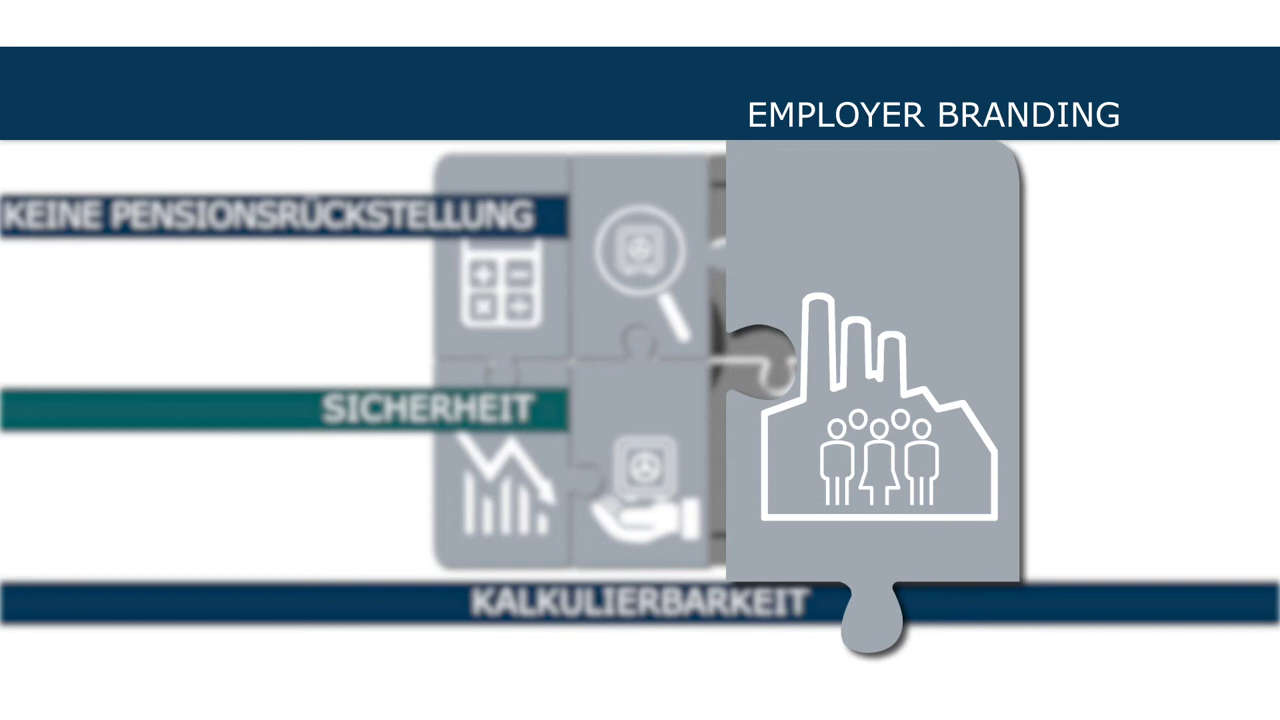 EMPLOYER BRANDING
KEINE PENSIONSRÜCKSTELLUNG
SICHERHEIT
KALKULIERBARKEIT